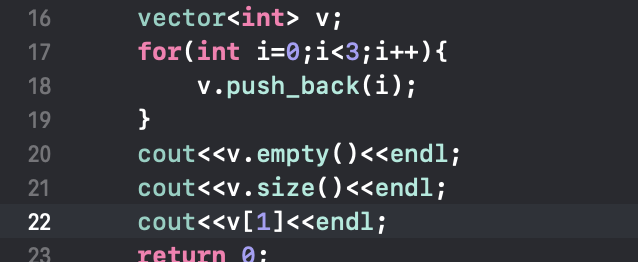 16 vector<int> v;
17 for(int i=0;i<3;i++){
18 v.push_back(i);
19 }
20 cout<<v.empty()<<endl;
21 cout<<v.size()<<endl;
22 cout<<v[1]<<endl;
23 return 0;